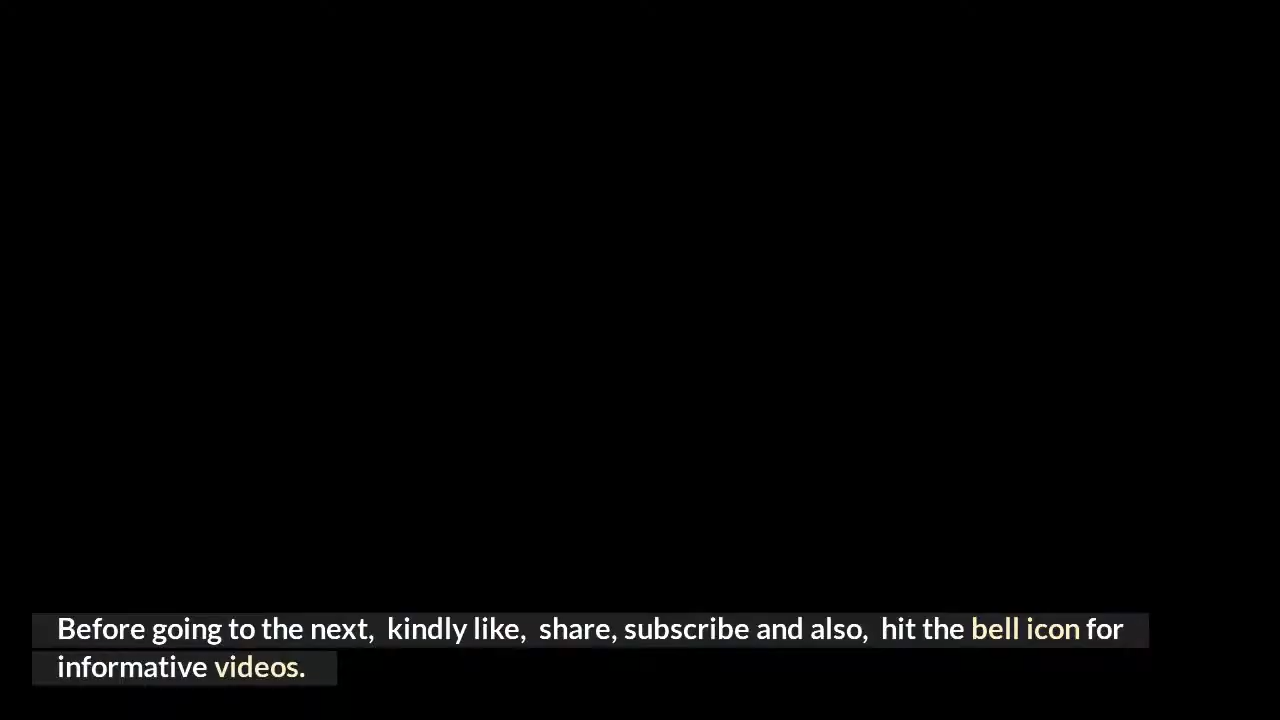 Before going to the next,  kindly like,  share, subscribe and also,  hit the bell icon for
informative videos.